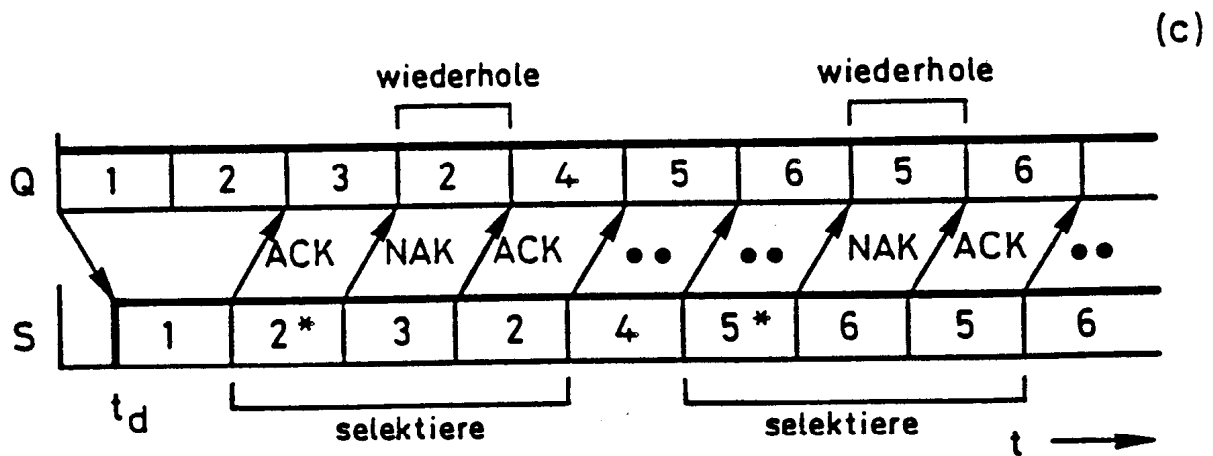 (c)
wiederhole wiederhole
Q 1 2 3 2 4 5 6 5 6
ACK NAK ACK •• •• NAK ACK ••
S 1 2* 3 2 4 5* 6 5 6
t_d selektiere selektiere t